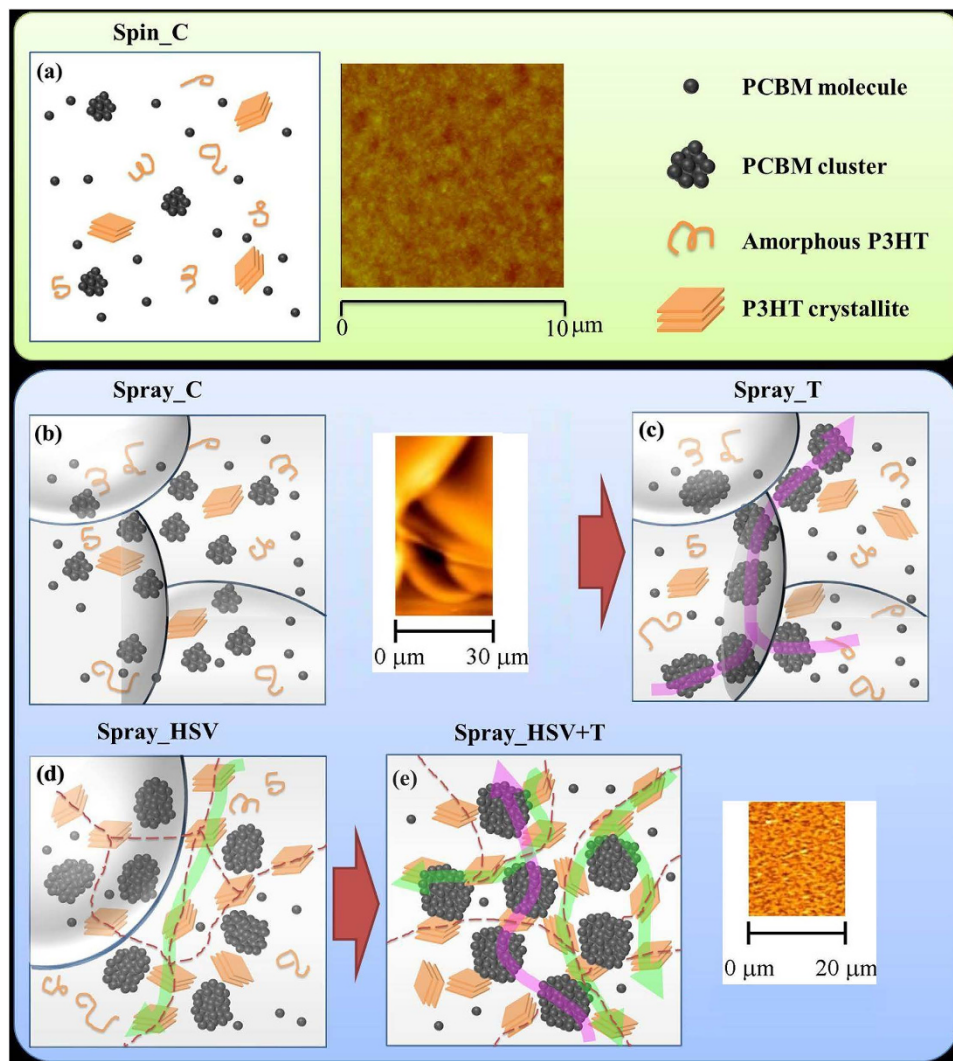 Spin_C
(a)
PCBM molecule
PCBM cluster
Amorphous P3HT
P3HT crystallite
0
10 μm
Spray_C
Spray_T
(b)
(c)
0 μm
30 μm
Spray_HSV
Spray_HSV+T
(d)
(e)
0 μm
20 μm